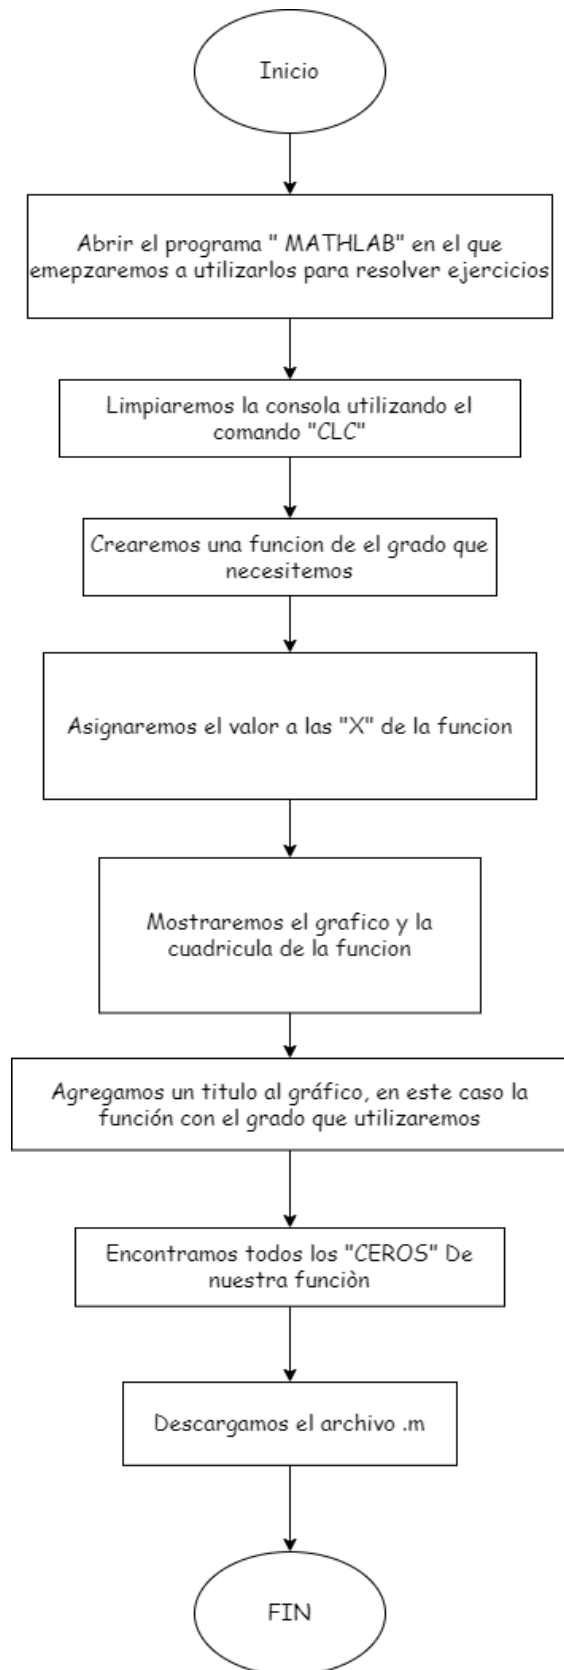 Inicio
Abrir el programa " MATHLAB" en el que
emepzaremos a utilizarlos para resolver ejercicios
Limpiaremos la consola utilizando el
comando "CLC"
Crearemos una funcion de el grado que
necesitemos
Asignaremos el valor a las "X" de la funcion
Mostraremos el grafico y la
cuadricula de la funcion
Agregamos un titulo al gráfico, en este caso la
función con el grado que utilizaremos
Encontramos todos los "CEROS" De
nuestra funciòn
Descargamos el archivo .m
FIN